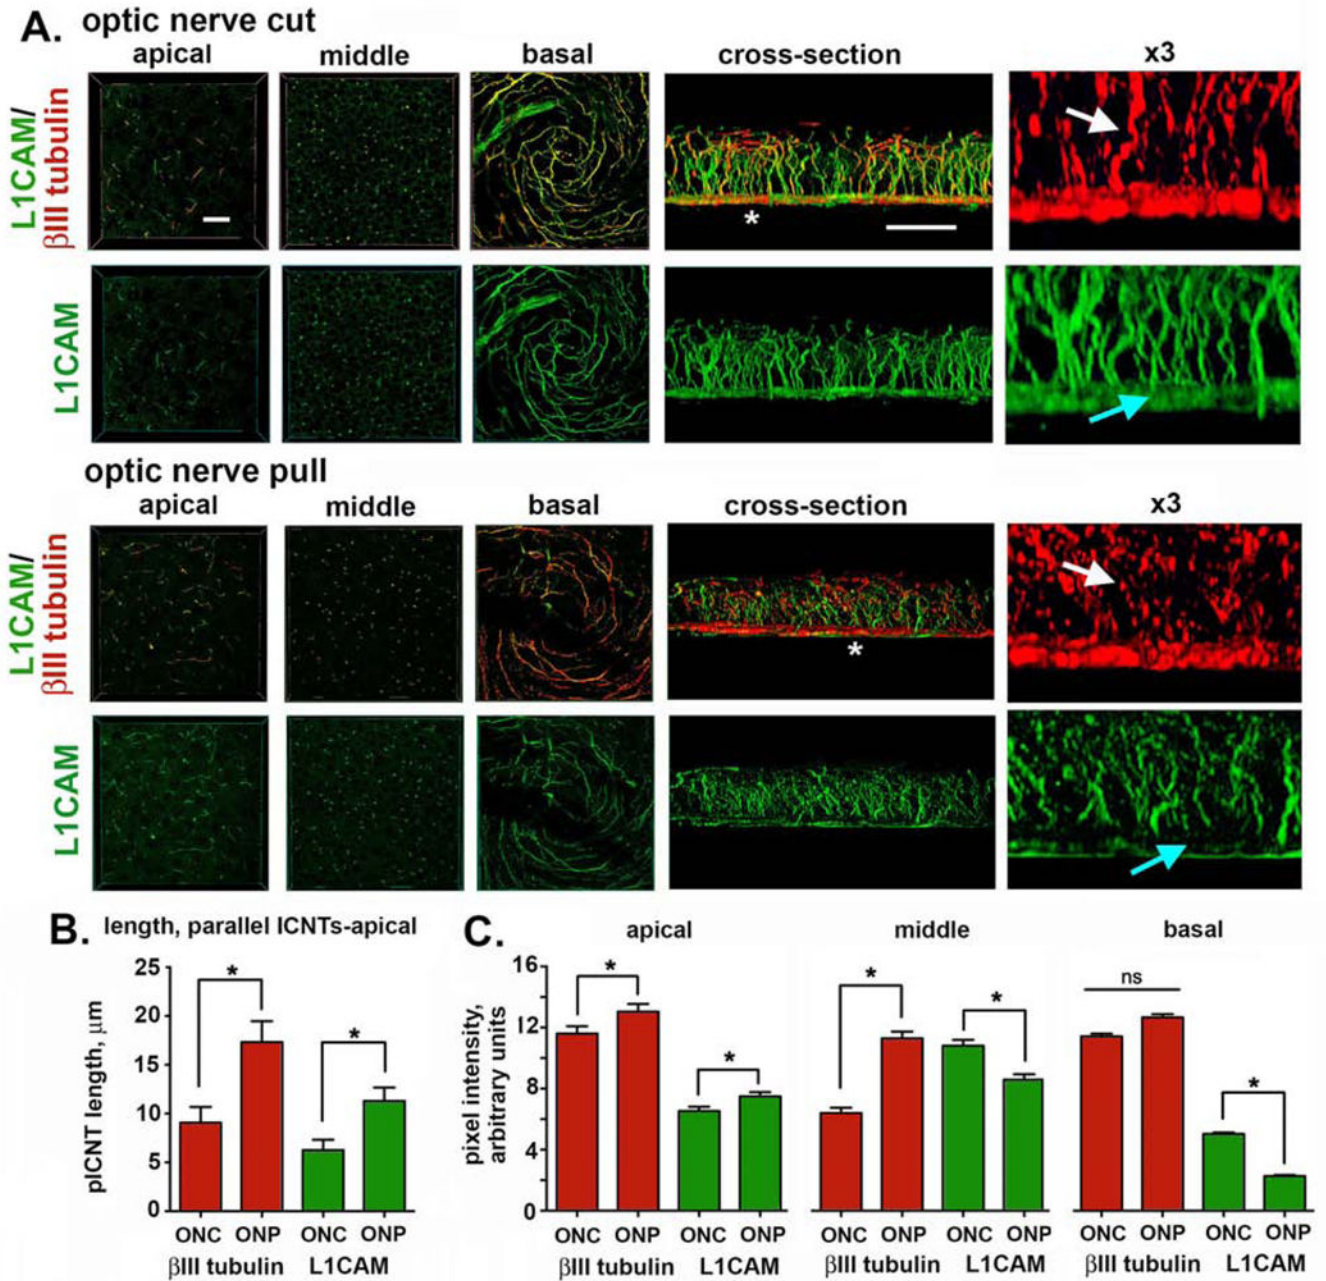 A. optic nerve cut
apical middle basal cross-section x3
L1CAM/
βIII tubulin
*
L1CAM
optic nerve pull
apical middle basal cross-section x3
L1CAM/
βIII tubulin
*
L1CAM
B. length, parallel ICNTs-apical
pICNT length, µm
25
20
15
10
5
0
* *
ONC ONP ONC ONP
βIII tubulin L1CAM
C. apical middle basal
pixel intensity,
arbitrary units
16
12
8
4
0
* * * * ns *
ONC ONP ONC ONP ONC ONP ONC ONP ONC ONP ONC ONP
βIII tubulin L1CAM βIII tubulin L1CAM βIII tubulin L1CAM